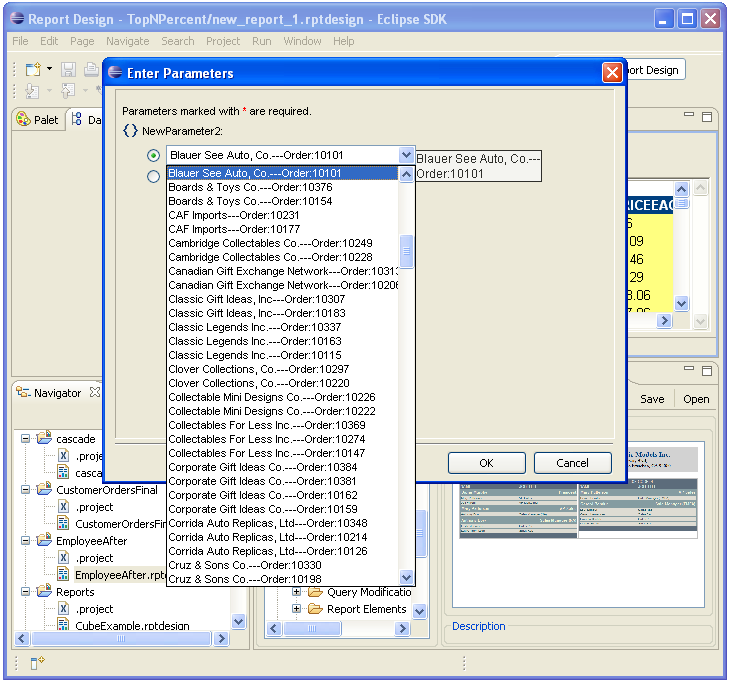 Report Design - TopNPercent/new_report_1.rptdesign - Eclipse SDK
File Edit Page Navigate Search Project Run Window Help
ort Design
Enter Parameters
Parameters marked with * are required.
{} NewParameter2:
Blauer See Auto, Co.---Order:10101
Blauer See Auto, Co.---
Order:10101
Blauer See Auto, Co.---Order:10101
Boards & Toys Co.---Order:10376
Boards & Toys Co.---Order:10154
CAF Imports---Order:10231
CAF Imports---Order:10177
Cambridge Collectables Co.---Order:10249
Cambridge Collectables Co.---Order:10228
Canadian Gift Exchange Network---Order:10313
Canadian Gift Exchange Network---Order:10206
Classic Gift Ideas, Inc---Order:10307
Classic Gift Ideas, Inc---Order:10183
Classic Legends Inc.---Order:10337
Classic Legends Inc.---Order:10163
Classic Legends Inc.---Order:10115
Clover Collections, Co.---Order:10297
Clover Collections, Co.---Order:10220
Collectable Mini Designs Co.---Order:10226
Collectable Mini Designs Co.---Order:10222
Collectables For Less Inc.---Order:10369
Collectables For Less Inc.---Order:10274
Collectables For Less Inc.---Order:10147
Corporate Gift Ideas Co.---Order:10384
Corporate Gift Ideas Co.---Order:10381
Corporate Gift Ideas Co.---Order:10162
Corporate Gift Ideas Co.---Order:10159
Corrida Auto Replicas, Ltd---Order:10348
Corrida Auto Replicas, Ltd---Order:10214
Corrida Auto Replicas, Ltd---Order:10126
Cruz & Sons Co.---Order:10330
Cruz & Sons Co.---Order:10198
OK Cancel
Palet Da
RICEEAC
6
09
46
29
8.06
Navigator
cascade
.proje
casca
CustomerOrdersFinal
.project
CustomerOrdersFin
EmployeeAfter
.project
EmployeeAfter.rptd
Reports
.project
CubeExample.rptdesign
Query Modificatio
Report Elements
Save Open
Models Inc.
Description